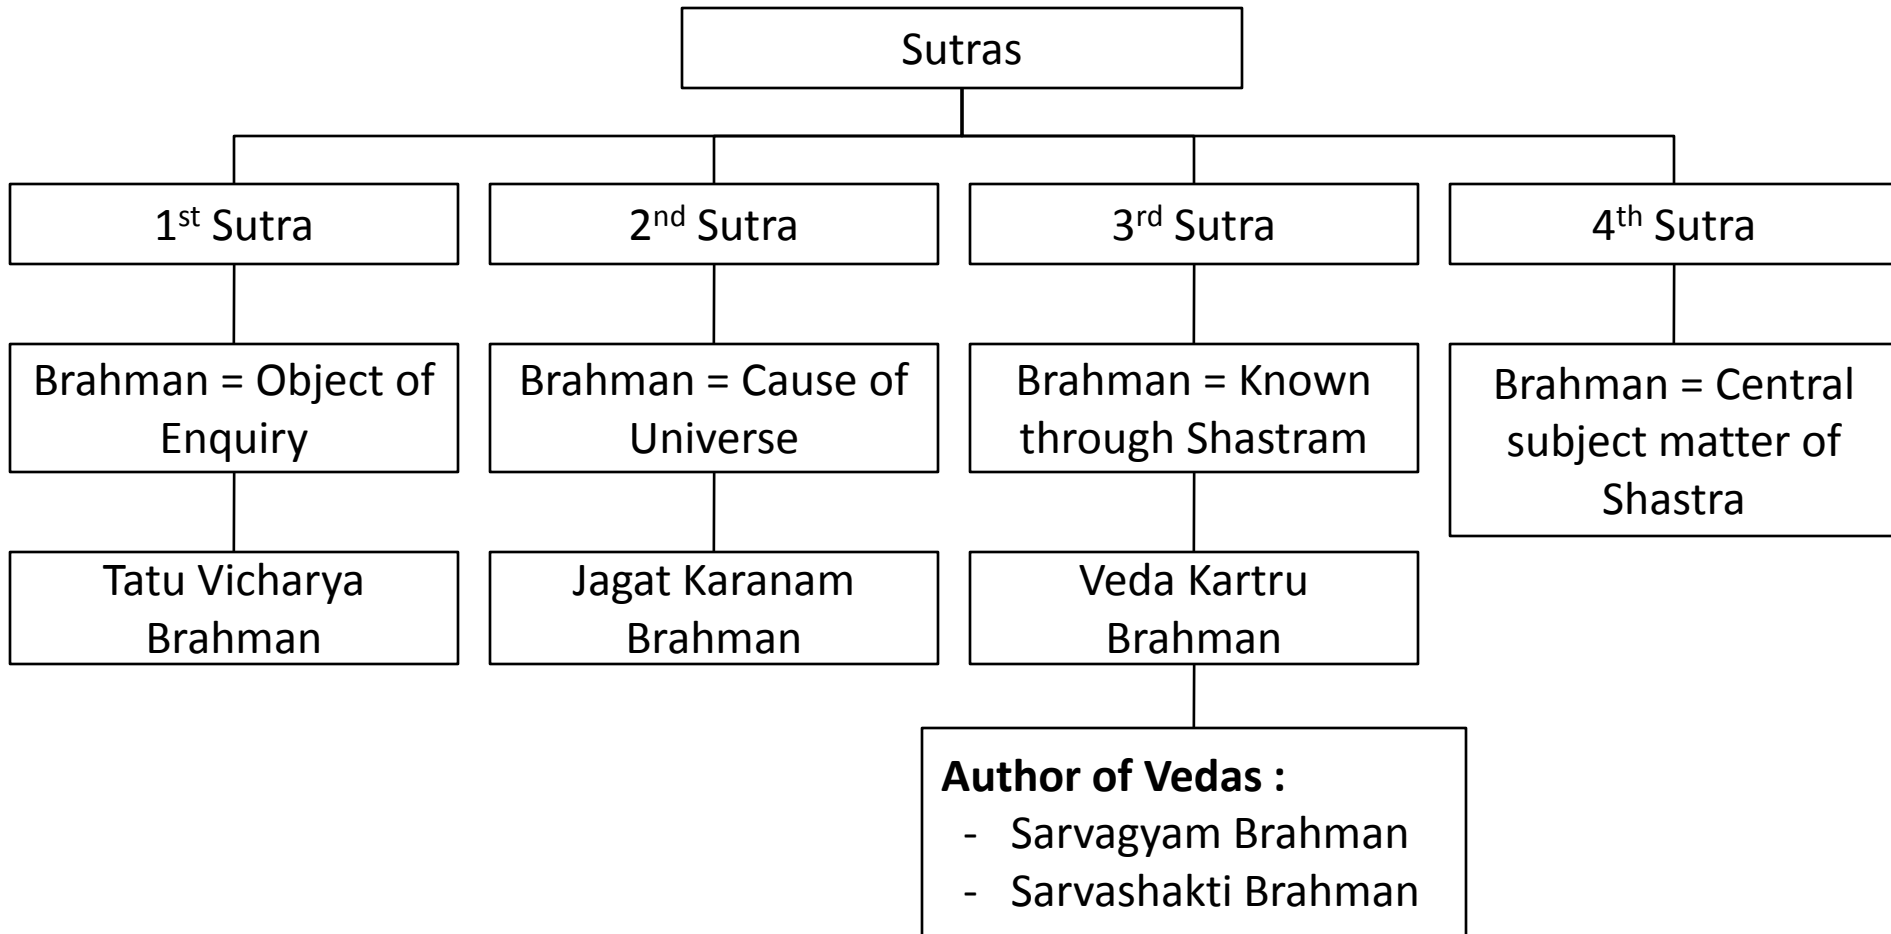 Sutras
1st Sutra
2nd Sutra
3rd Sutra
4th Sutra
Brahman = Object of
Enquiry
Brahman = Cause of
Universe
Brahman = Known
through Shastram
Brahman = Central
subject matter of
Shastra
Tatu Vicharya
Brahman
Jagat Karanam
Brahman
Veda Kartru
Brahman
Author of Vedas :
- Sarvagyam Brahman
- Sarvashakti Brahman